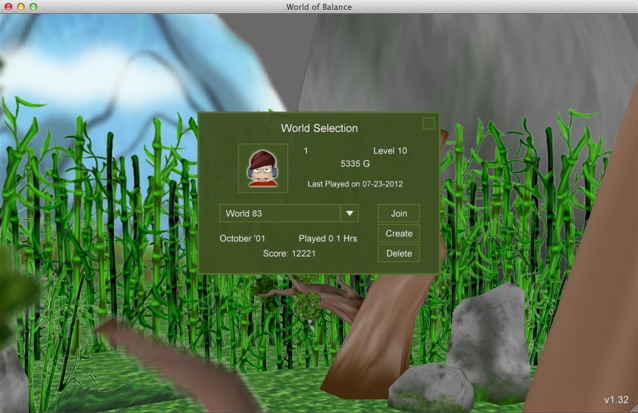 World of Balance
World Selection
1 Level 10
5335 G
Last Played on 07-23-2012
World 83
Join
October '01 Played 0.1 Hrs
Create
Score: 12221
Delete
v1.32